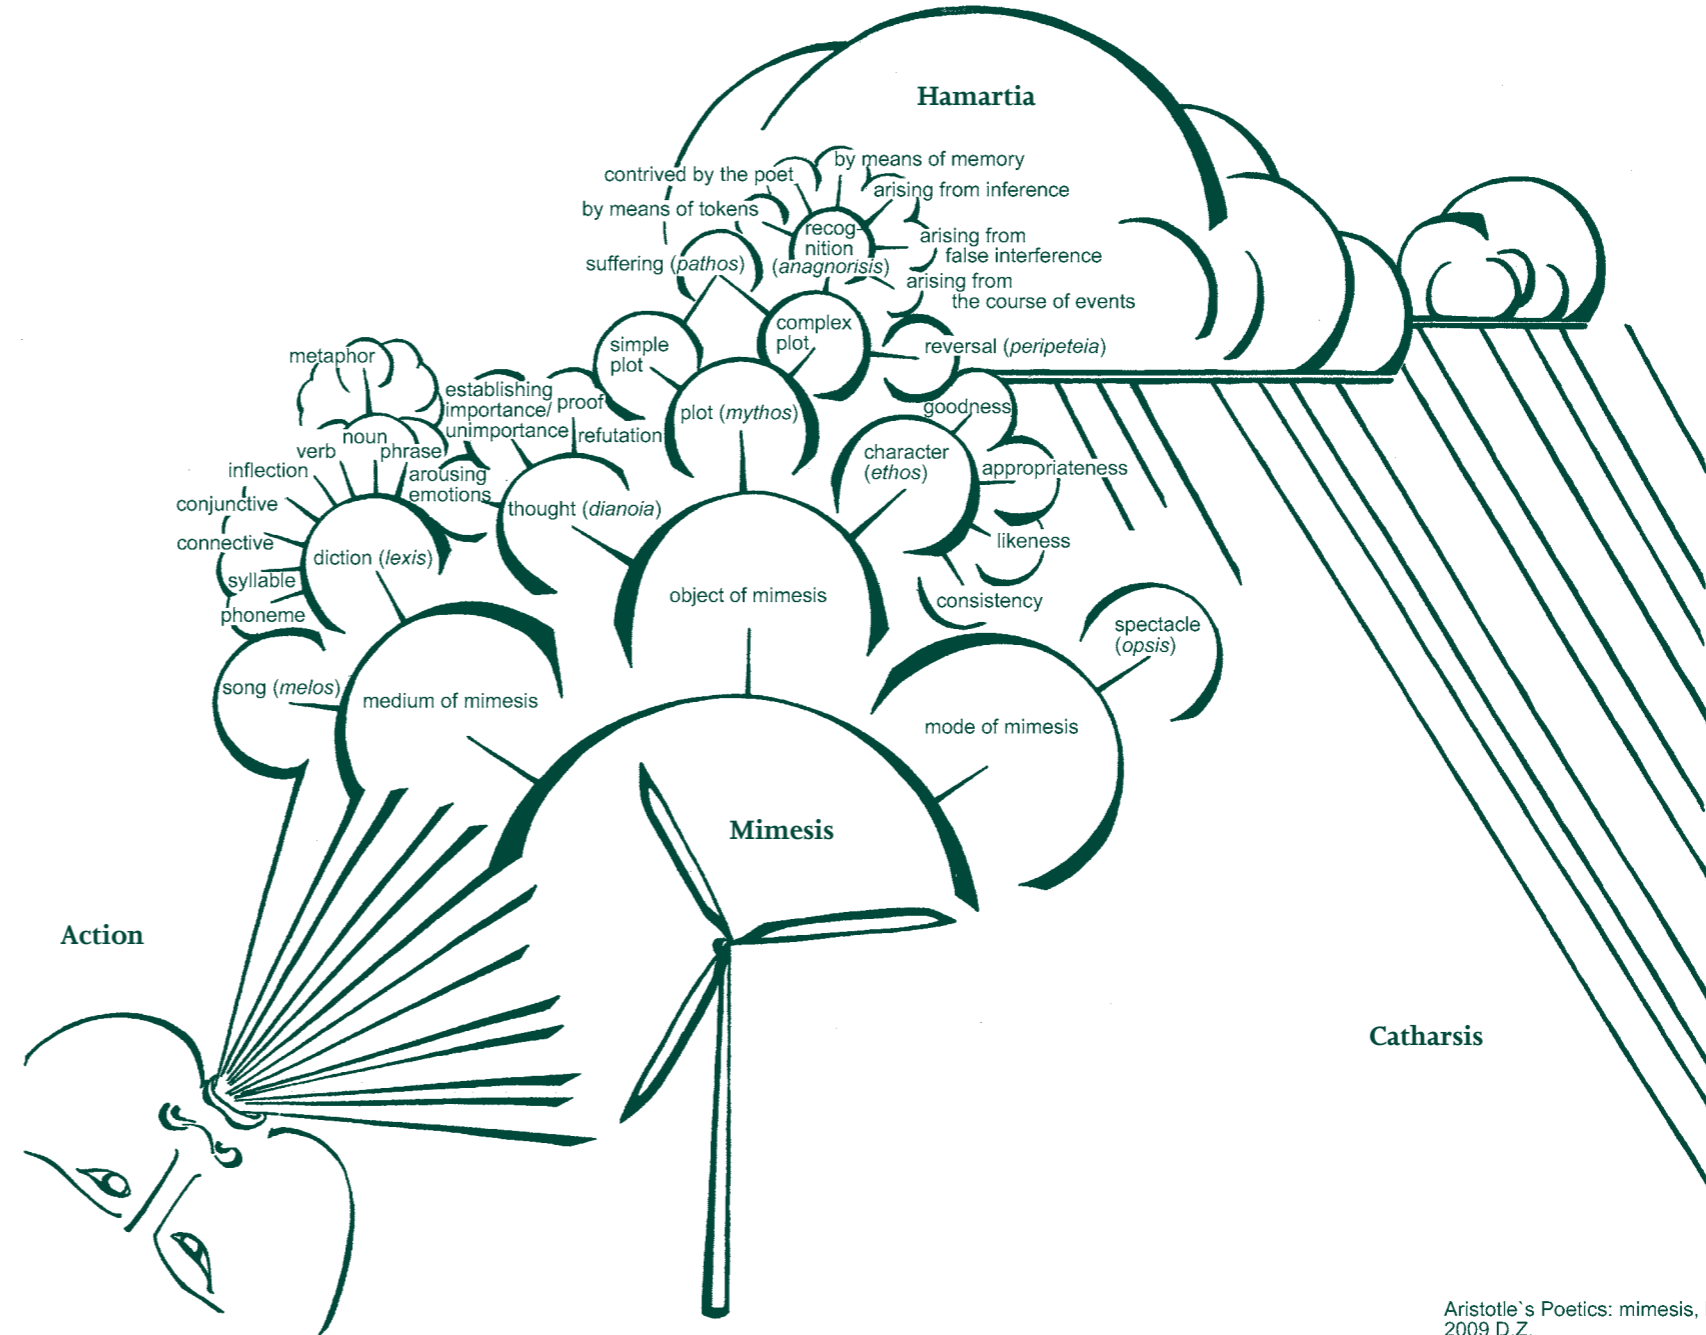 Hamartia
by means of memory
contrived by the poet
arising from inference
by means of tokens
recog-
nition
(anagnorisis)
arising from
false interference
suffering (pathos)
arising from
the course of events
complex
plot
simple
plot
reversal (peripeteia)
metaphor
establishing
importance/
unimportance
proof
refutation
plot (mythos)
goodness
noun
verb
phrase
character
(ethos)
inflection
arousing
emotions
appropriateness
conjunctive
thought (dianoia)
connective
likeness
diction (lexis)
syllable
object of mimesis
consistency
phoneme
spectacle
(opsis)
song (melos)
medium of mimesis
mode of mimesis
Mimesis
Action
Catharsis
Aristotle`s Poetics: mimesis,
2009 D.Z.